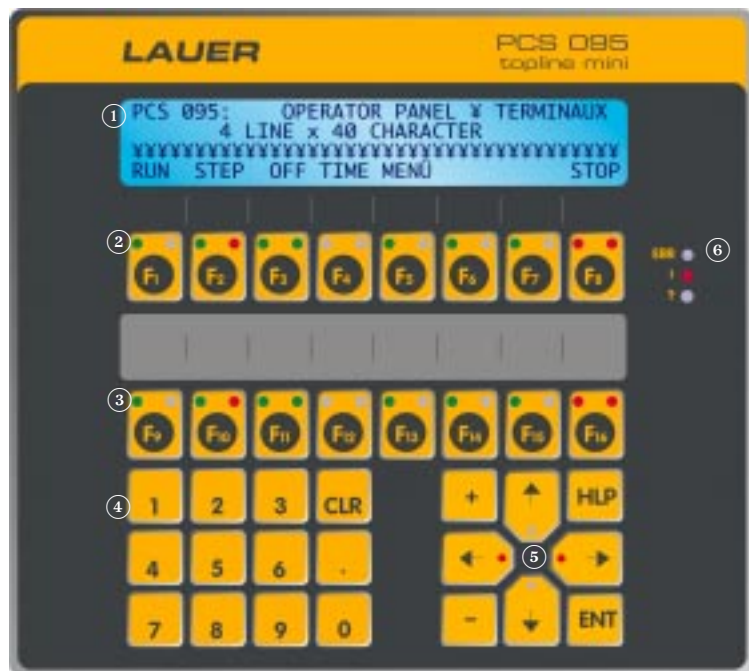 LAUER
PCS 095
topline mini
1
PCS 095: OPERATOR PANEL ¥ TERMINAUX
4 LINE x 40 CHARACTER
¥¥¥¥¥¥¥¥¥¥¥¥¥¥¥¥¥¥¥¥¥¥¥¥¥¥¥¥¥¥¥¥¥¥¥¥¥¥¥¥
RUN STEP OFF TIME MENÜ STOP
2
F1 F2 F3 F4 F5 F6 F7 F8
6
ERR
!
?
3
F9 F10 F11 F12 F13 F14 F15 F16
4
1 2 3 CLR + ↑ HLP
4 5 6 . ← 5 →
7 8 9 0 - ↓ ENT